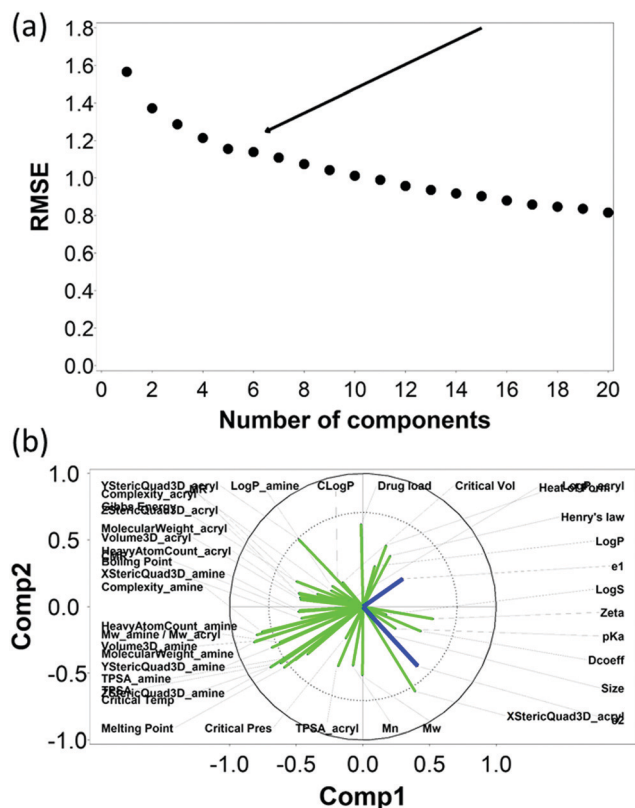 (a)
1.8
1.6
1.4
1.2
1.0
0.8
0.6
0.4
0.2
0.0
RMSE
0 2 4 6 8 10 12 14 16 18 20
Number of components
(b)
1.0
0.5
0.0
-0.5
-1.0
Comp2
YStericQuad3D_acryl
MR
Complexity_acryl
Gibbs Energy
ZStericQuad3D_acryl
MolecularWeight_acryl
Volume3D_acryl
HeavyAtomCount_acryl
Boiling Point
XStericQuad3D_amine
Complexity_amine
HeavyAtomCount_amine
Mw_amine / Mw_acryl
Volume3D_amine
MolecularWeight_amine
YStericQuad3D_amine
TPSA_amine
TPSA
ZStericQuad3D_amine
Critical Temp
Melting Point
LogP_amine
CLogP
Drug load
Critical Vol
LogP_acryl
Heat of Form
Henry's law
LogP
e1
LogS
Zeta
pKa
Dcoeff
Size
XStericQuad3D_acryl
Critical Pres
TPSA_acryl
Mn
Mw
-1.0 -0.5 0.0 0.5 1.0
Comp1